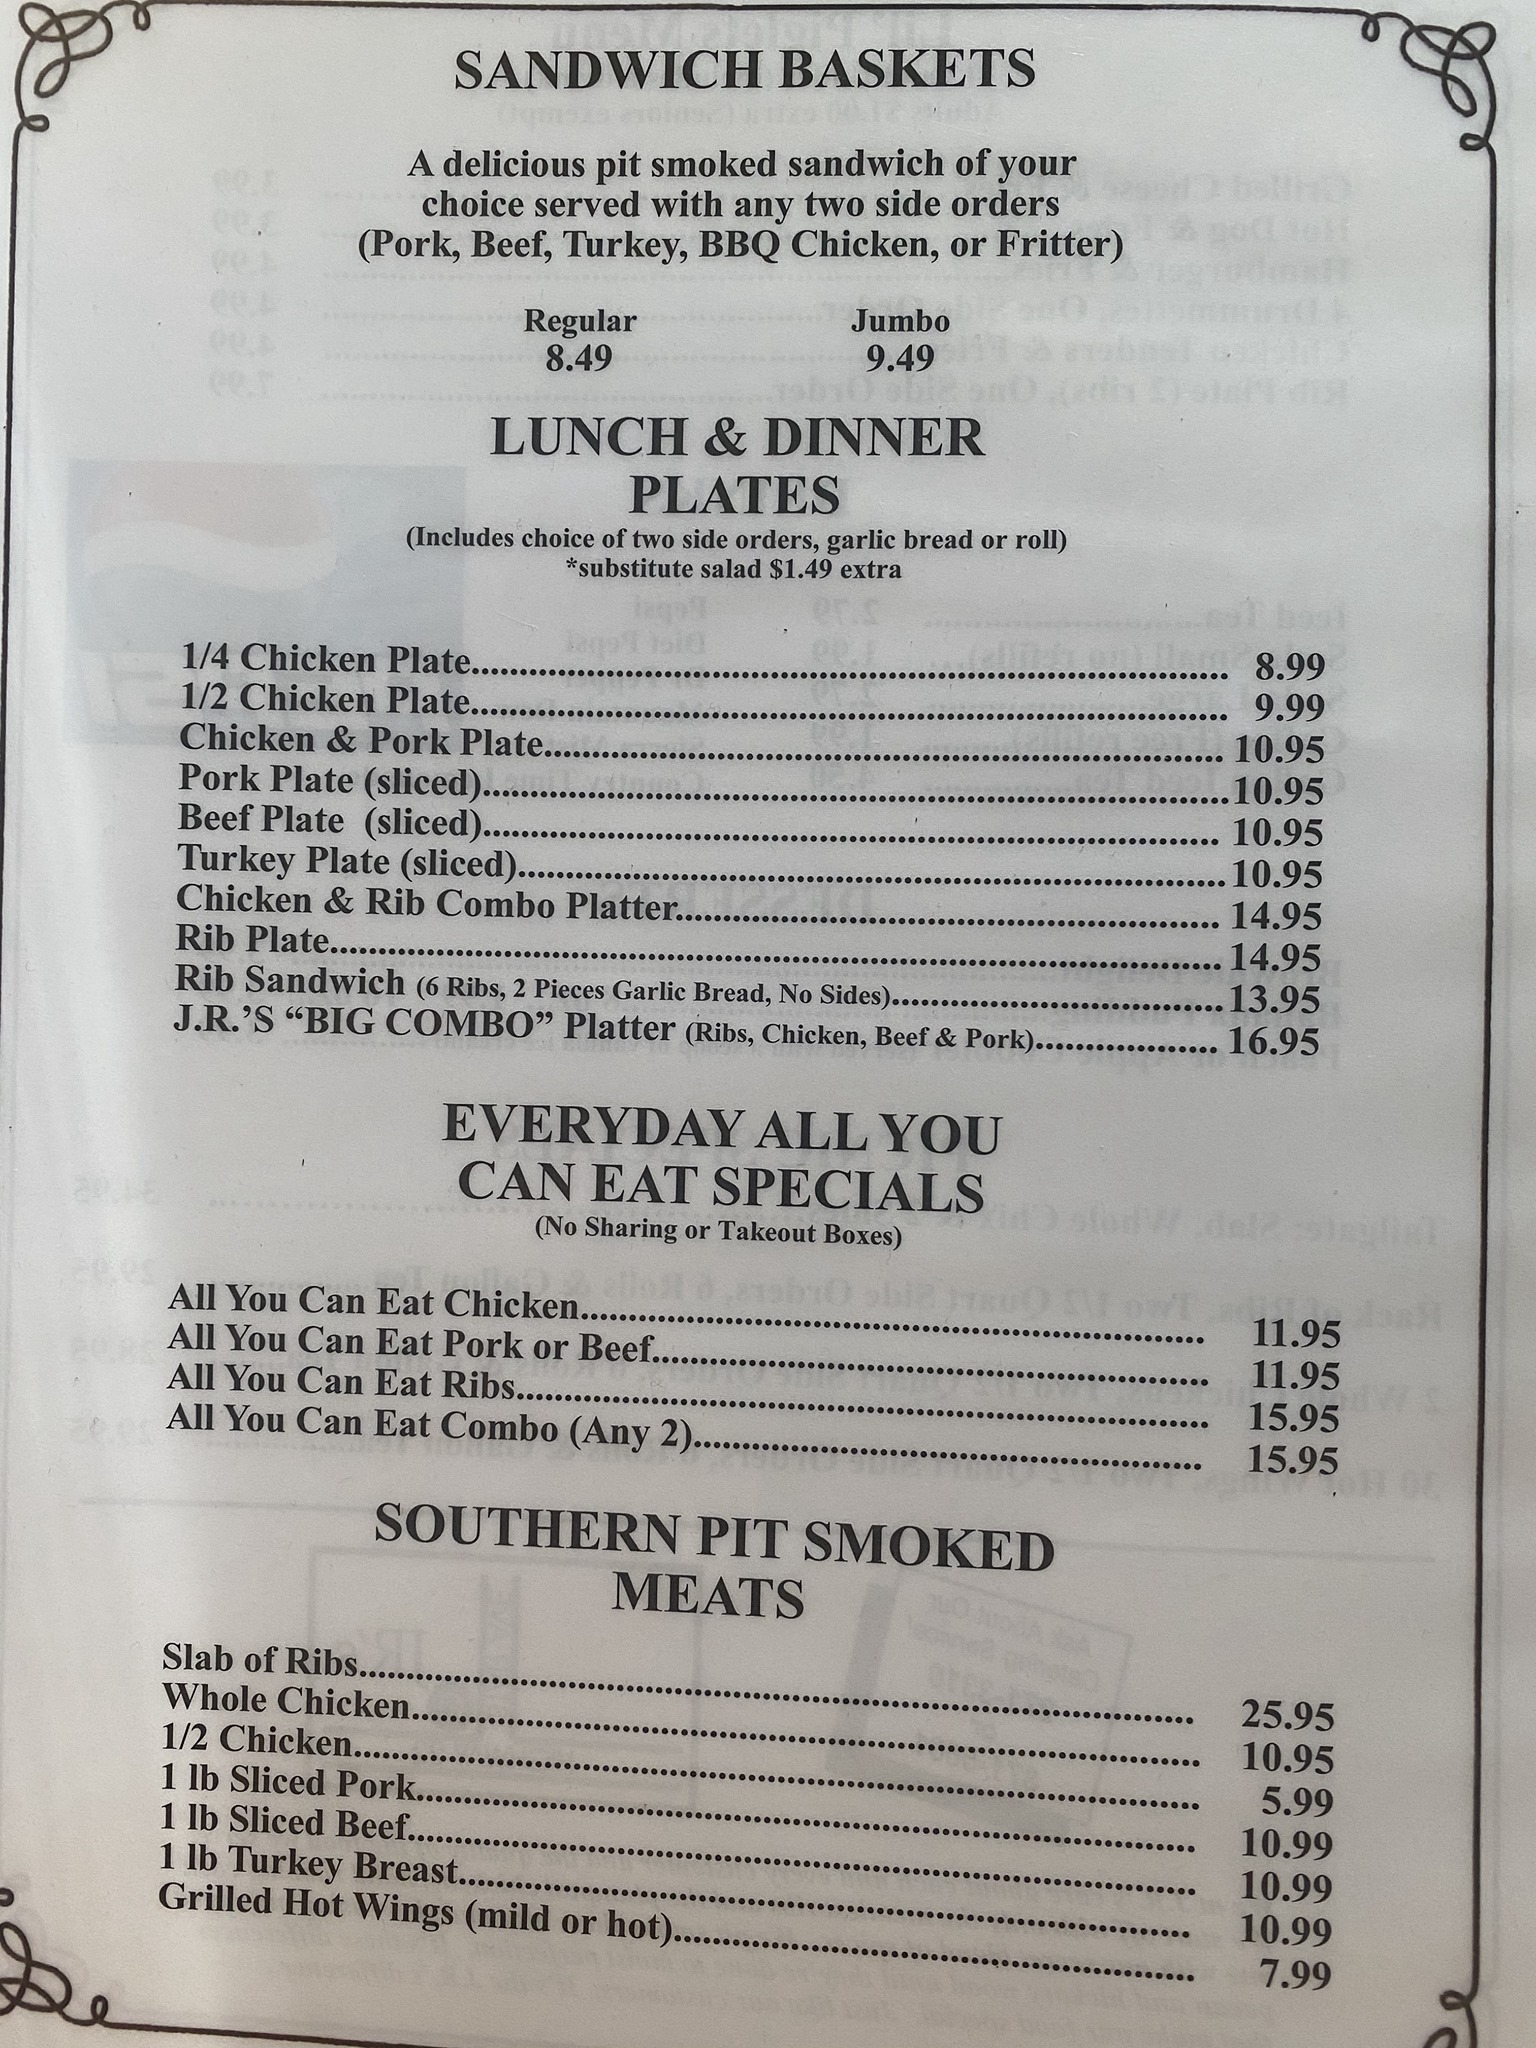 SANDWICH BASKETS
A delicious pit smoked sandwich of your
choice served with any two side orders
(Pork, Beef, Turkey, BBQ Chicken, or Fritter)
Regular Jumbo
8.49 9.49
LUNCH & DINNER
PLATES
(Includes choice of two side orders, garlic bread or roll)
*substitute salad $1.49 extra
1/4 Chicken Plate 8.99
1/2 Chicken Plate 9.99
Chicken & Pork Plate 10.95
Pork Plate (sliced) 10.95
Beef Plate (sliced) 10.95
Turkey Plate (sliced) 10.95
Chicken & Rib Combo Platter 14.95
Rib Plate 14.95
Rib Sandwich (6 Ribs, 2 Pieces Garlic Bread, No Sides) 13.95
J.R.'S “BIG COMBO” Platter (Ribs, Chicken, Beef & Pork) 16.95
EVERYDAY ALL YOU
CAN EAT SPECIALS
(No Sharing or Takeout Boxes)
All You Can Eat Chicken 11.95
All You Can Eat Pork or Beef 11.95
All You Can Eat Ribs 15.95
All You Can Eat Combo (Any 2) 15.95
SOUTHERN PIT SMOKED
MEATS
Slab of Ribs 25.95
Whole Chicken 10.95
1/2 Chicken 5.99
1 lb Sliced Pork 10.99
1 lb Sliced Beef 10.99
1 lb Turkey Breast 10.99
Grilled Hot Wings (mild or hot) 7.99